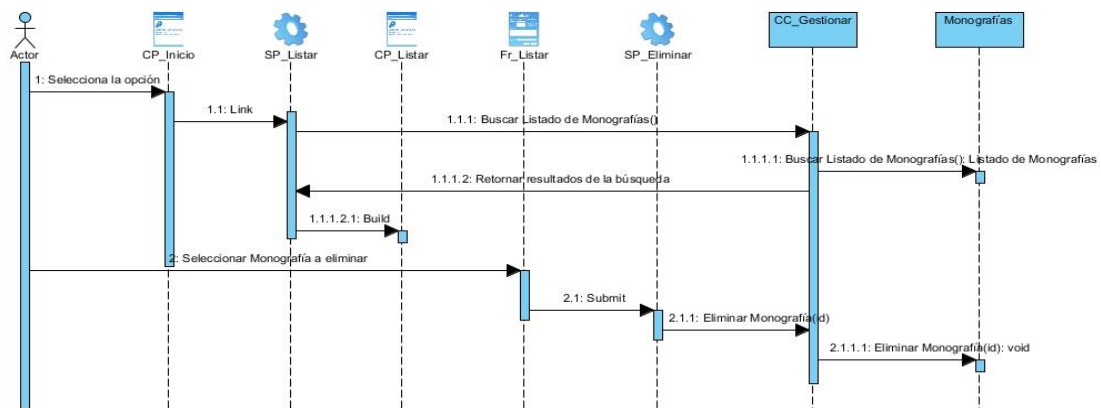 CC_Gestionar
Monografías
Actor
CP_Inicio
SP_Listar
CP_Listar
Fr_Listar
SP_Eliminar
1: Selecciona la opción
1.1: Link
1.1.1: Buscar Listado de Monografías()
1.1.1.1: Buscar Listado de Monografías(): Listado de Monografías
1.1.1.2: Retornar resultados de la búsqueda
1.1.1.2.1: Build
2: Seleccionar Monografía a eliminar
2.1: Submit
2.1.1: Eliminar Monografía(id)
2.1.1.1: Eliminar Monografía(id): void